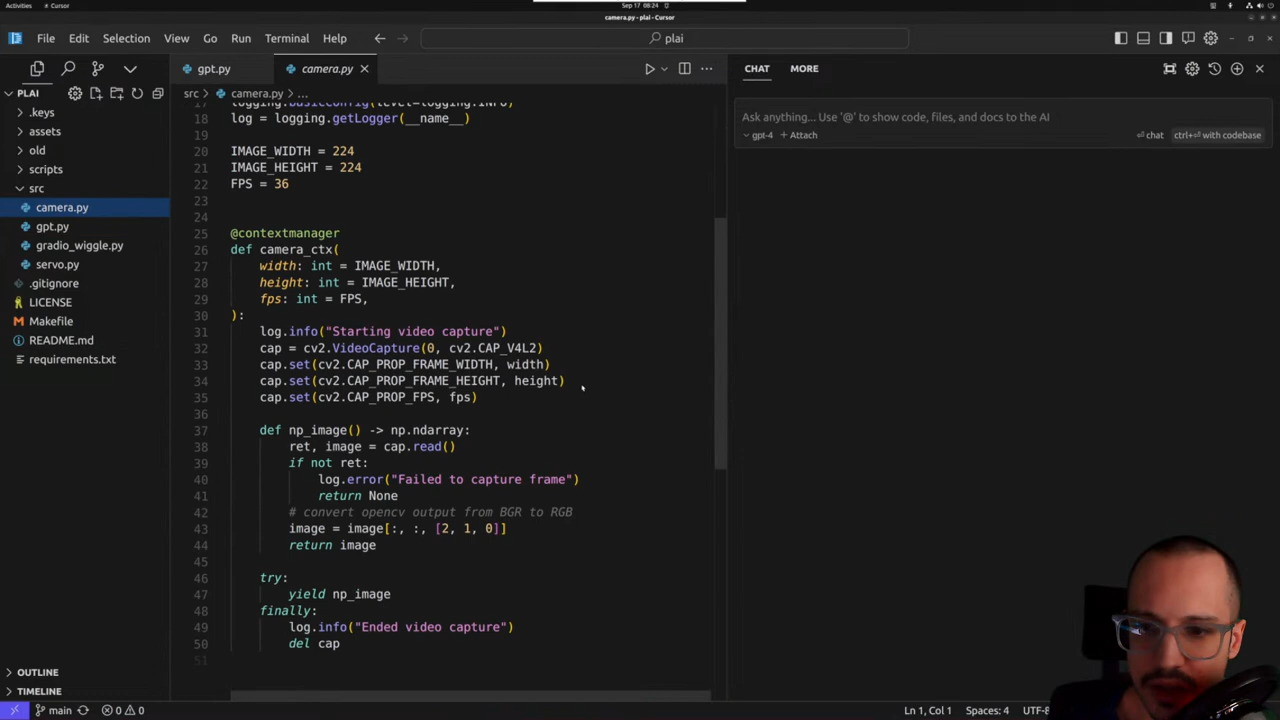 Activities
Cursor
Sep 17 08:24
camera.py - plai - Cursor
File Edit Selection View Go Run Terminal Help
plai
gpt.py
camera.py
CHAT
MORE
PLAI
src > camera.py > ...
.keys
assets
old
scripts
src
camera.py
gpt.py
gradio_wiggle.py
servo.py
.gitignore
LICENSE
Makefile
README.md
requirements.txt
OUTLINE
TIMELINE
17 logging.basicConfig(level=logging.INFO)
18 log = logging.getLogger(__name__)
19
20 IMAGE_WIDTH = 224
21 IMAGE_HEIGHT = 224
22 FPS = 36
23
24
25 @contextmanager
26 def camera_ctx(
27 width: int = IMAGE_WIDTH,
28 height: int = IMAGE_HEIGHT,
29 fps: int = FPS,
30 ):
31 log.info("Starting video capture")
32 cap = cv2.VideoCapture(0, cv2.CAP_V4L2)
33 cap.set(cv2.CAP_PROP_FRAME_WIDTH, width)
34 cap.set(cv2.CAP_PROP_FRAME_HEIGHT, height)
35 cap.set(cv2.CAP_PROP_FPS, fps)
36
37 def np_image() -> np.ndarray:
38 ret, image = cap.read()
39 if not ret:
40 log.error("Failed to capture frame")
41 return None
42 # convert opencv output from BGR to RGB
43 image = image[:, :, [2, 1, 0]]
44 return image
45
46 try:
47 yield np_image
48 finally:
49 log.info("Ended video capture")
50 del cap
51
Ask anything... Use '@' to show code, files, and docs to the AI
gpt-4 + Attach
chat
ctrl+⏎ with codebase
main
0 0
Ln 1, Col 1
Spaces: 4
UTF-8